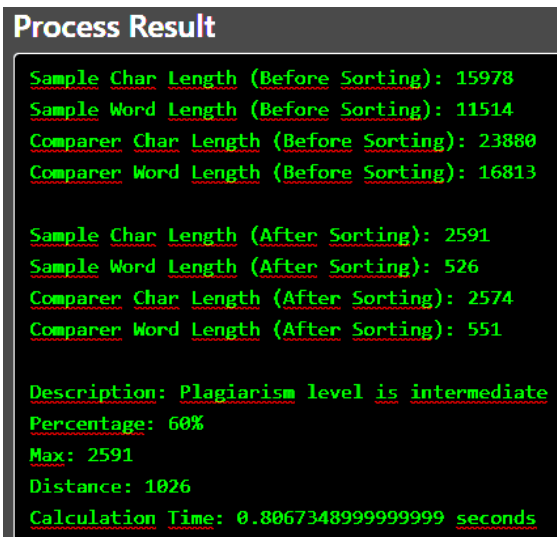 Process Result
Sample Char Length (Before Sorting): 15978
Sample Word Length (Before Sorting): 11514
Comparer Char Length (Before Sorting): 23880
Comparer Word Length (Before Sorting): 16813
Sample Char Length (After Sorting): 2591
Sample Word Length (After Sorting): 526
Comparer Char Length (After Sorting): 2574
Comparer Word Length (After Sorting): 551
Description: Plagiarism level is intermediate
Percentage: 60%
Max: 2591
Distance: 1026
Calculation Time: 0.8067348999999999 seconds